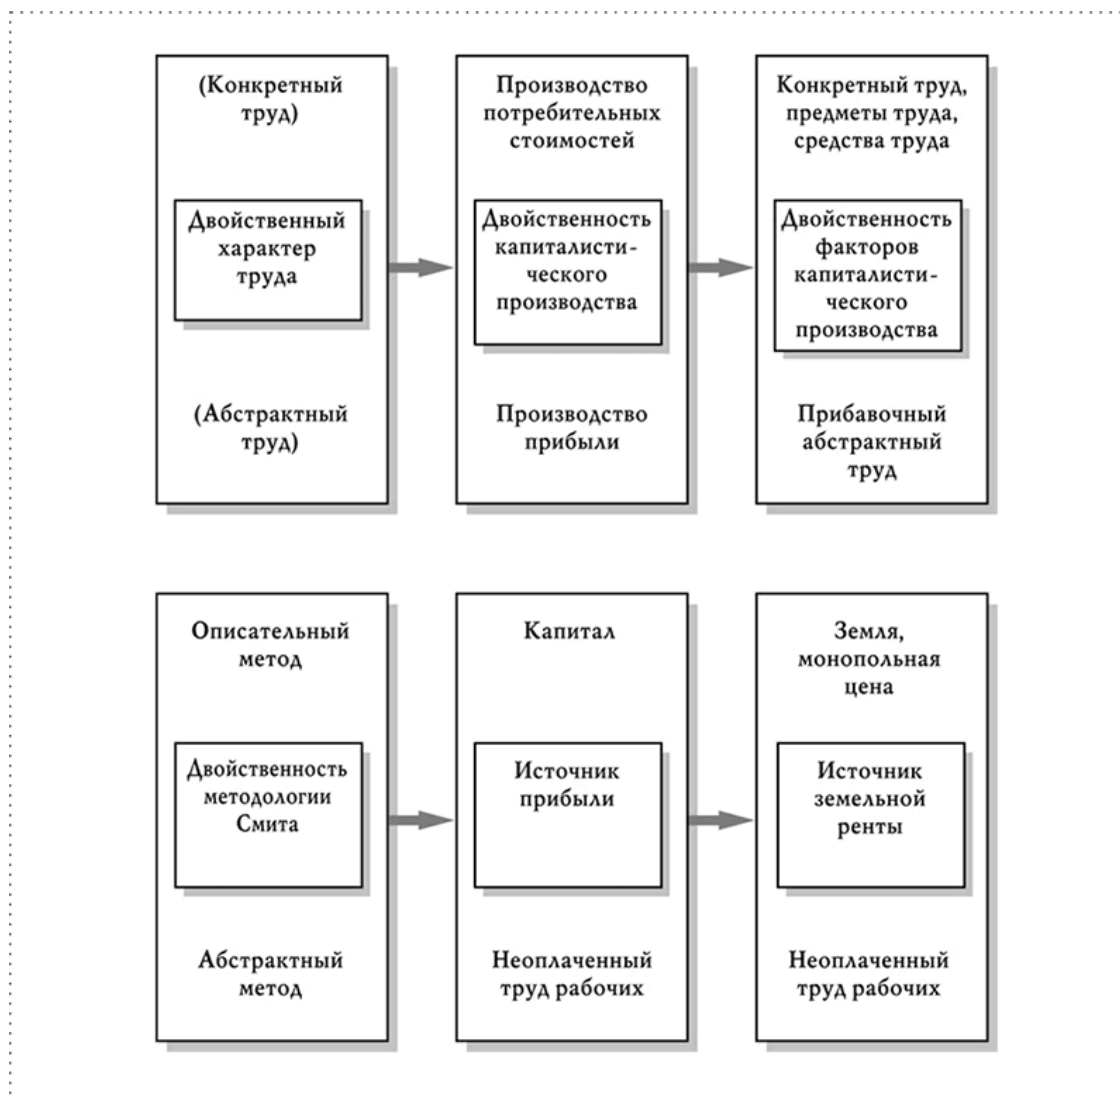 (Конкретный
труд)
Двойственный
характер
труда
(Абстрактный
труд)
Производство
потребительных
стоимостей
Двойственность
капиталисти-
ческого
производства
Производство
прибыли
Конкретный труд,
предметы труда,
средства труда
Двойственность
факторов
капиталисти-
ческого
производства
Прибавочный
абстрактный
труд
Описательный
метод
Двойственность
методологии
Смита
Абстрактный
метод
Капитал
Источник
прибыли
Неоплаченный
труд рабочих
Земля,
монопольная
цена
Источник
земельной
ренты
Неоплаченный
труд рабочих